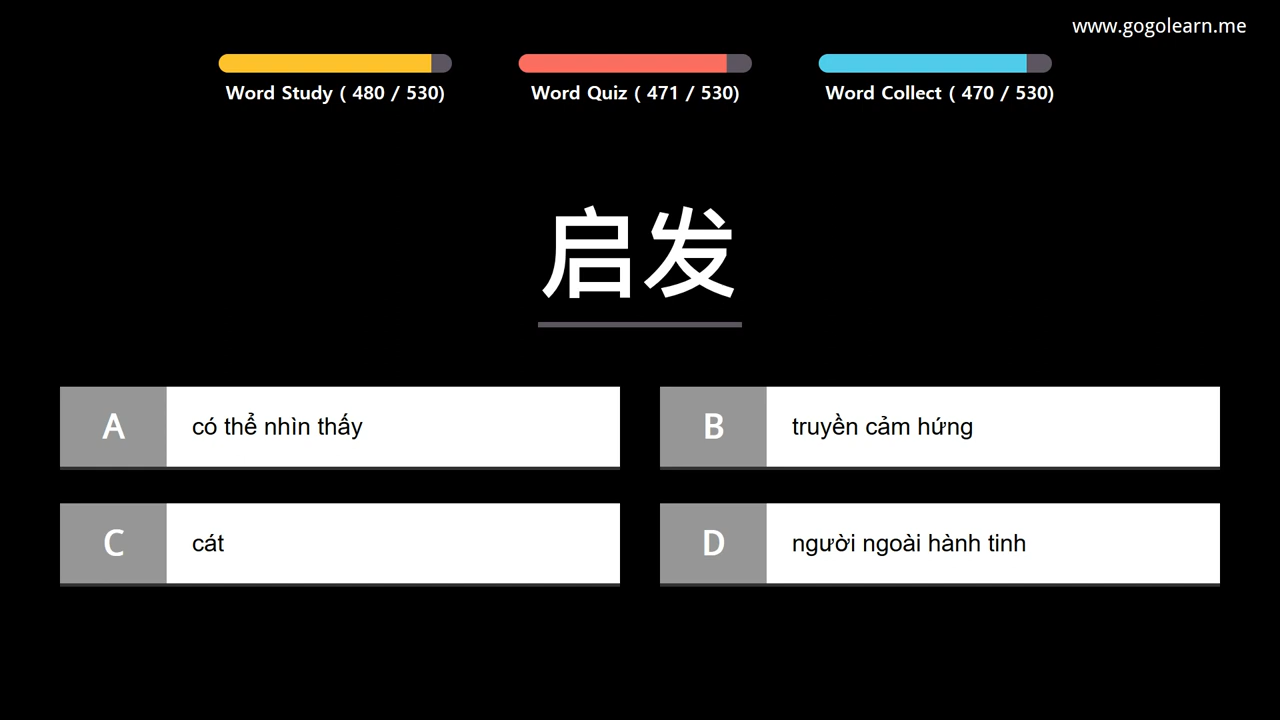 www.gogolearn.me
Word Study ( 480 / 530)
Word Quiz ( 471 / 530)
Word Collect ( 470 / 530)
启发
A
có thể nhìn thấy
B
truyền cảm hứng
C
cát
D
người ngoài hành tinh